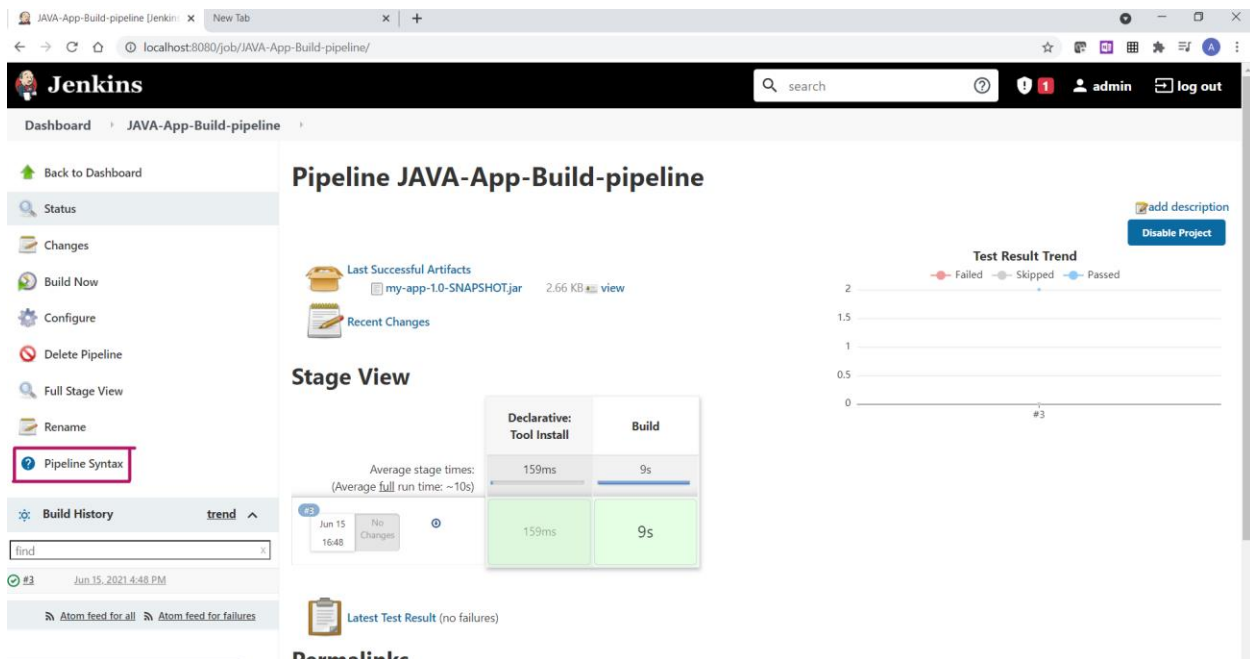 JAVA-App-Build-pipeline [Jenkin
New Tab
localhost:8080/job/JAVA-App-Build-pipeline/
A
Jenkins
search
1
admin
log out
Dashboard
JAVA-App-Build-pipeline
Back to Dashboard
Status
Changes
Build Now
Configure
Delete Pipeline
Full Stage View
Rename
Pipeline Syntax
Build History
trend
find
x
#3
Jun 15, 2021 4:48 PM
Atom feed for all
Atom feed for failures
Pipeline JAVA-App-Build-pipeline
add description
Disable Project
Last Successful Artifacts
my-app-1.0-SNAPSHOT.jar 2.66 KB view
Recent Changes
Test Result Trend
Failed Skipped Passed
2
1.5
1
0.5
0
#3
Stage View
Declarative:
Tool Install
Build
Average stage times:
(Average full run time: ~10s)
159ms
9s
#3
Jun 15
16:48
No
Changes
159ms
9s
Latest Test Result (no failures)
Permalinks